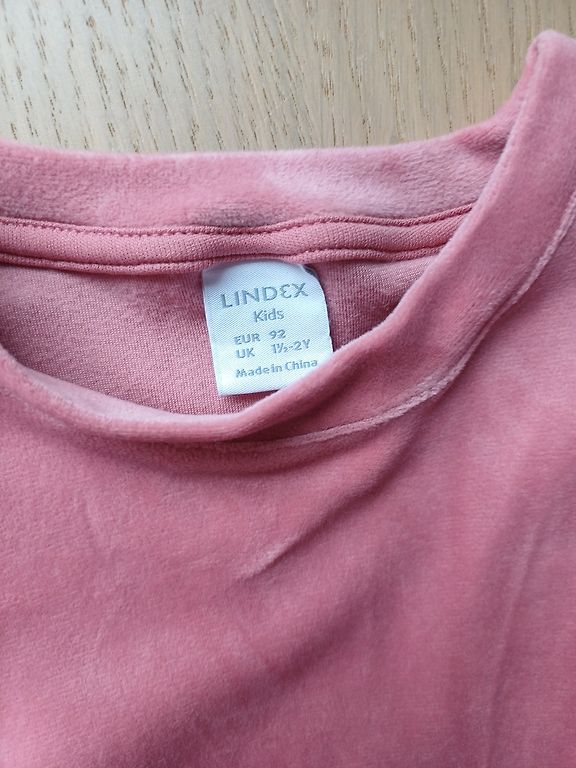 LINDEX
Kids
EUR 92
UK 1½-2Y
Made in China